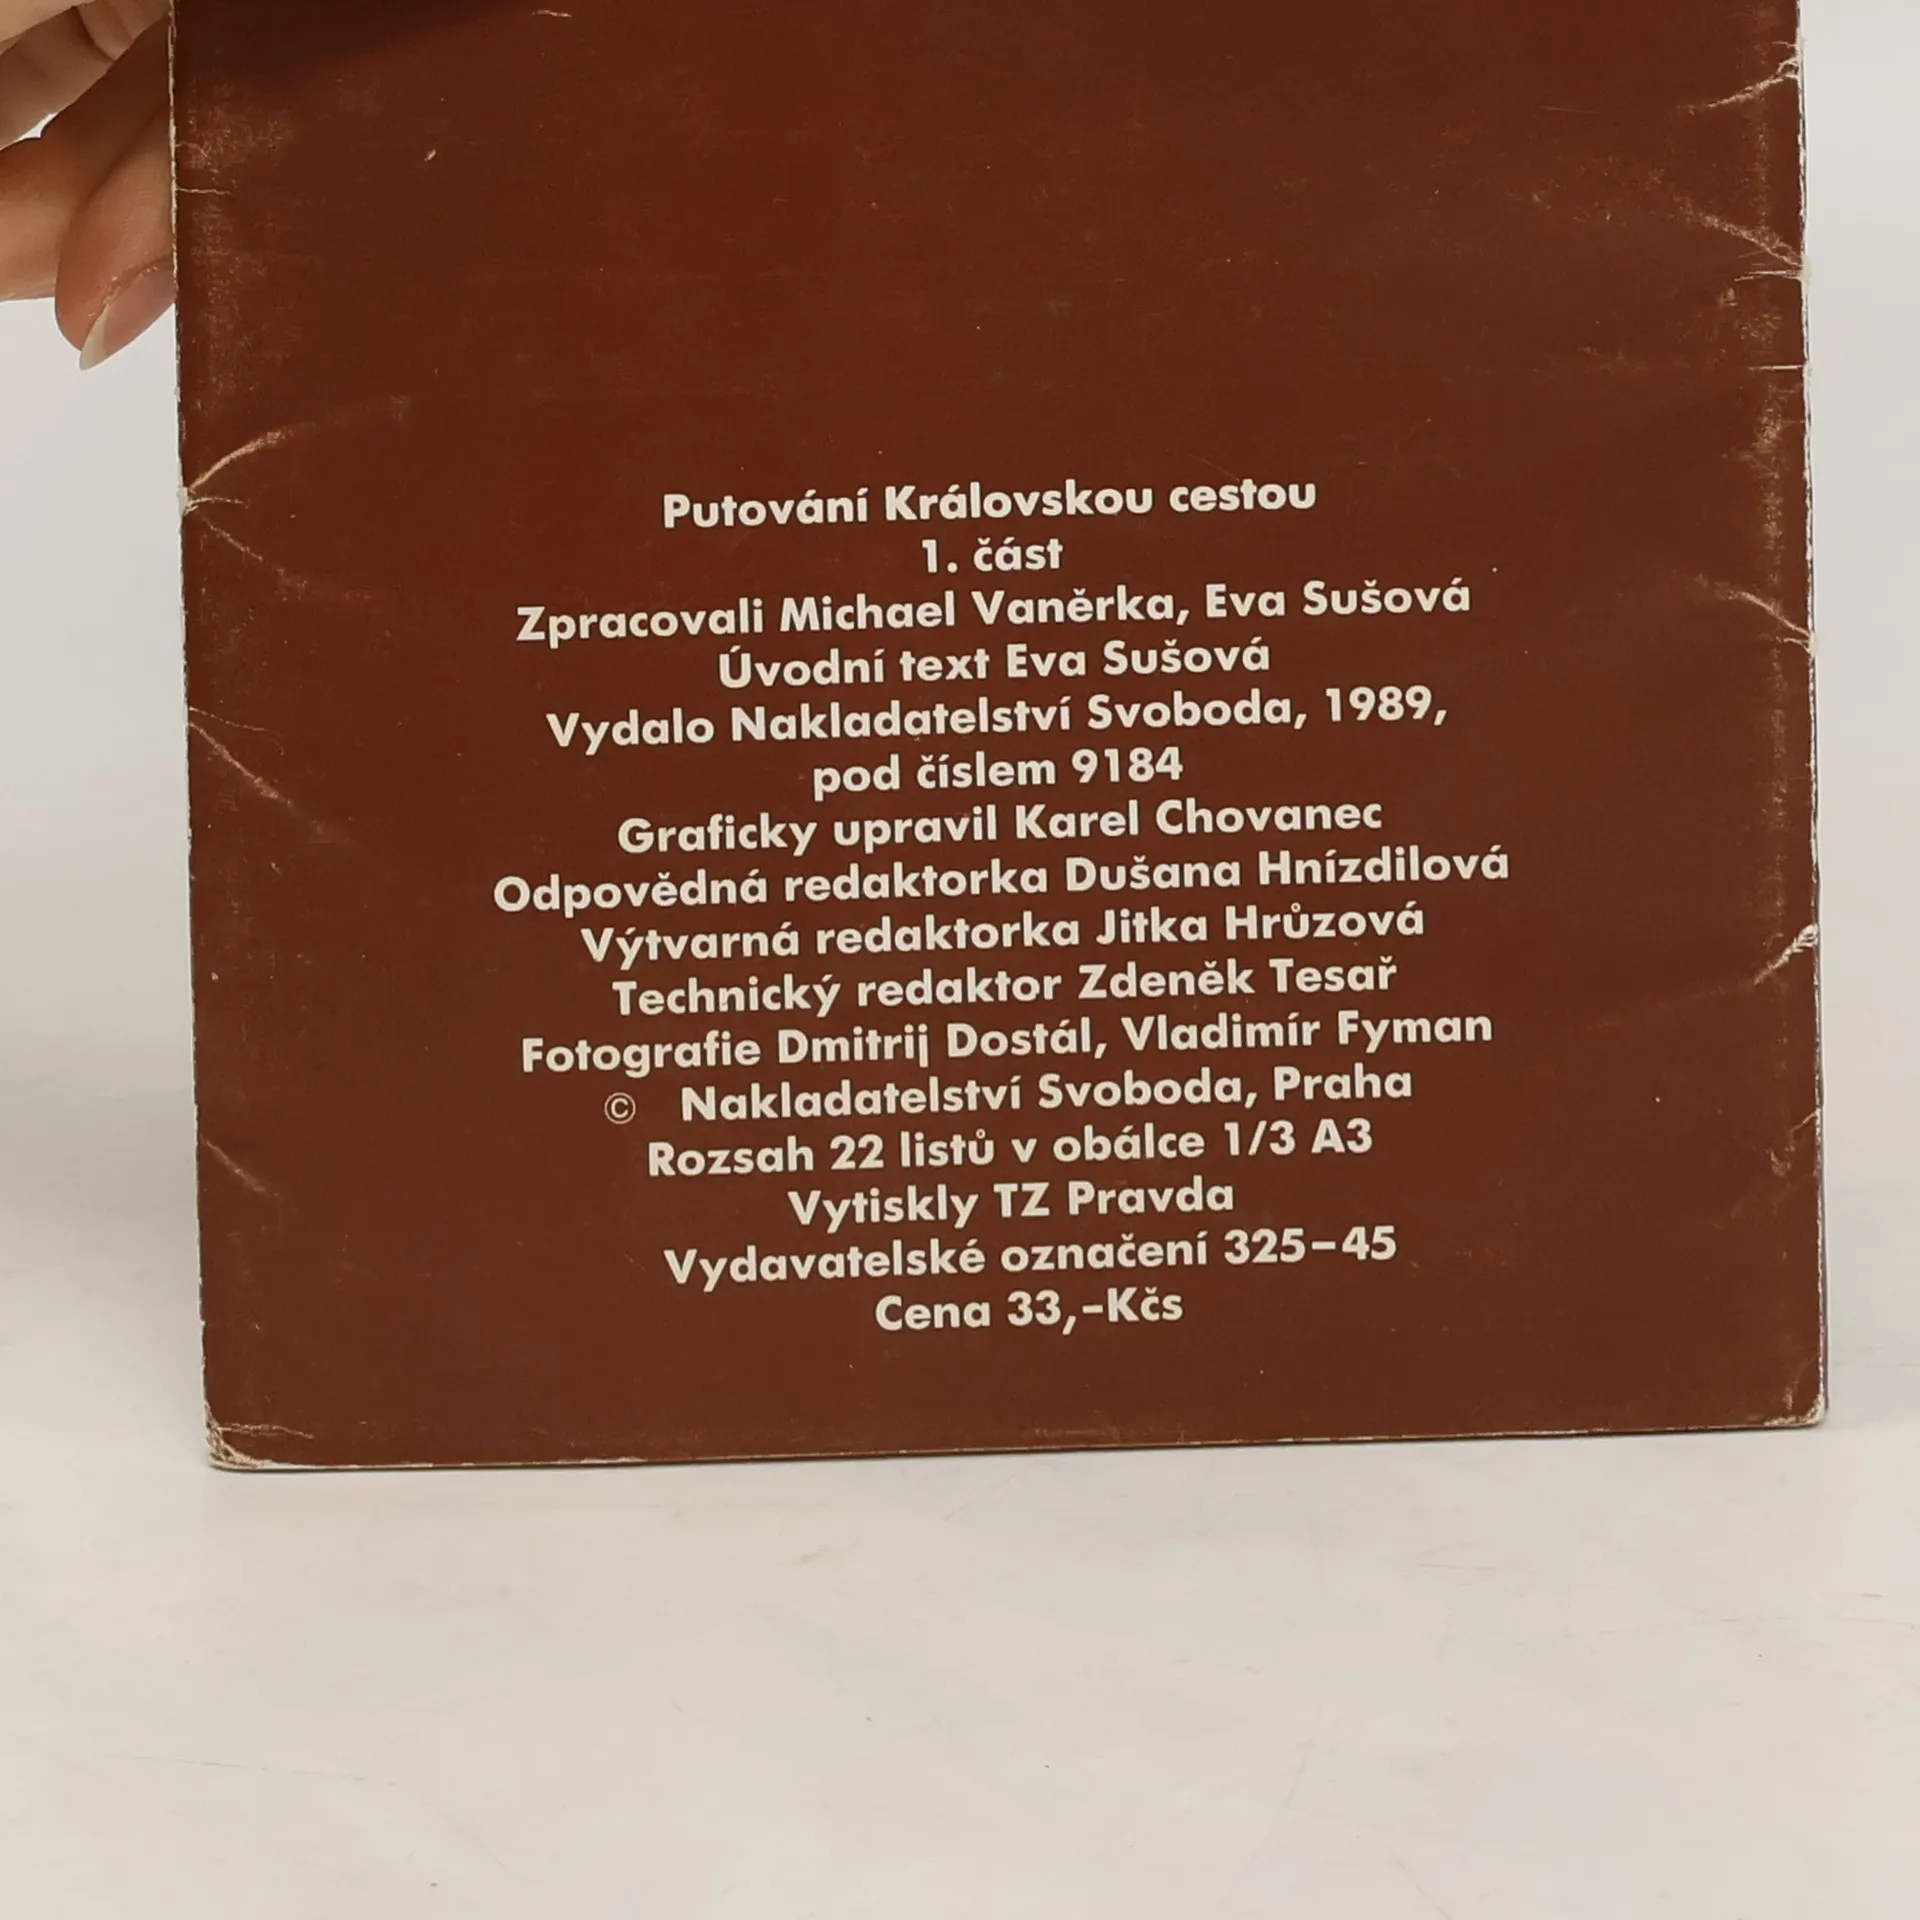 Putování Královskou cestou
1. část
Zpracovali Michael Vaněrka, Eva Sušová
Úvodní text Eva Sušová
Vydalo Nakladatelství Svoboda, 1989,
pod číslem 9184
Graficky upravil Karel Chovanec
Odpovědná redaktorka Dušana Hnízdilová
Výtvarná redaktorka Jitka Hrůzová
Technický redaktor Zdeněk Tesař
Fotografie Dmitrij Dostál, Vladimír Fyman
© Nakladatelství Svoboda, Praha
Rozsah 22 listů v obálce 1/3 A3
Vytiskly TZ Pravda
Vydavatelské označení 325–45
Cena 33,–Kčs